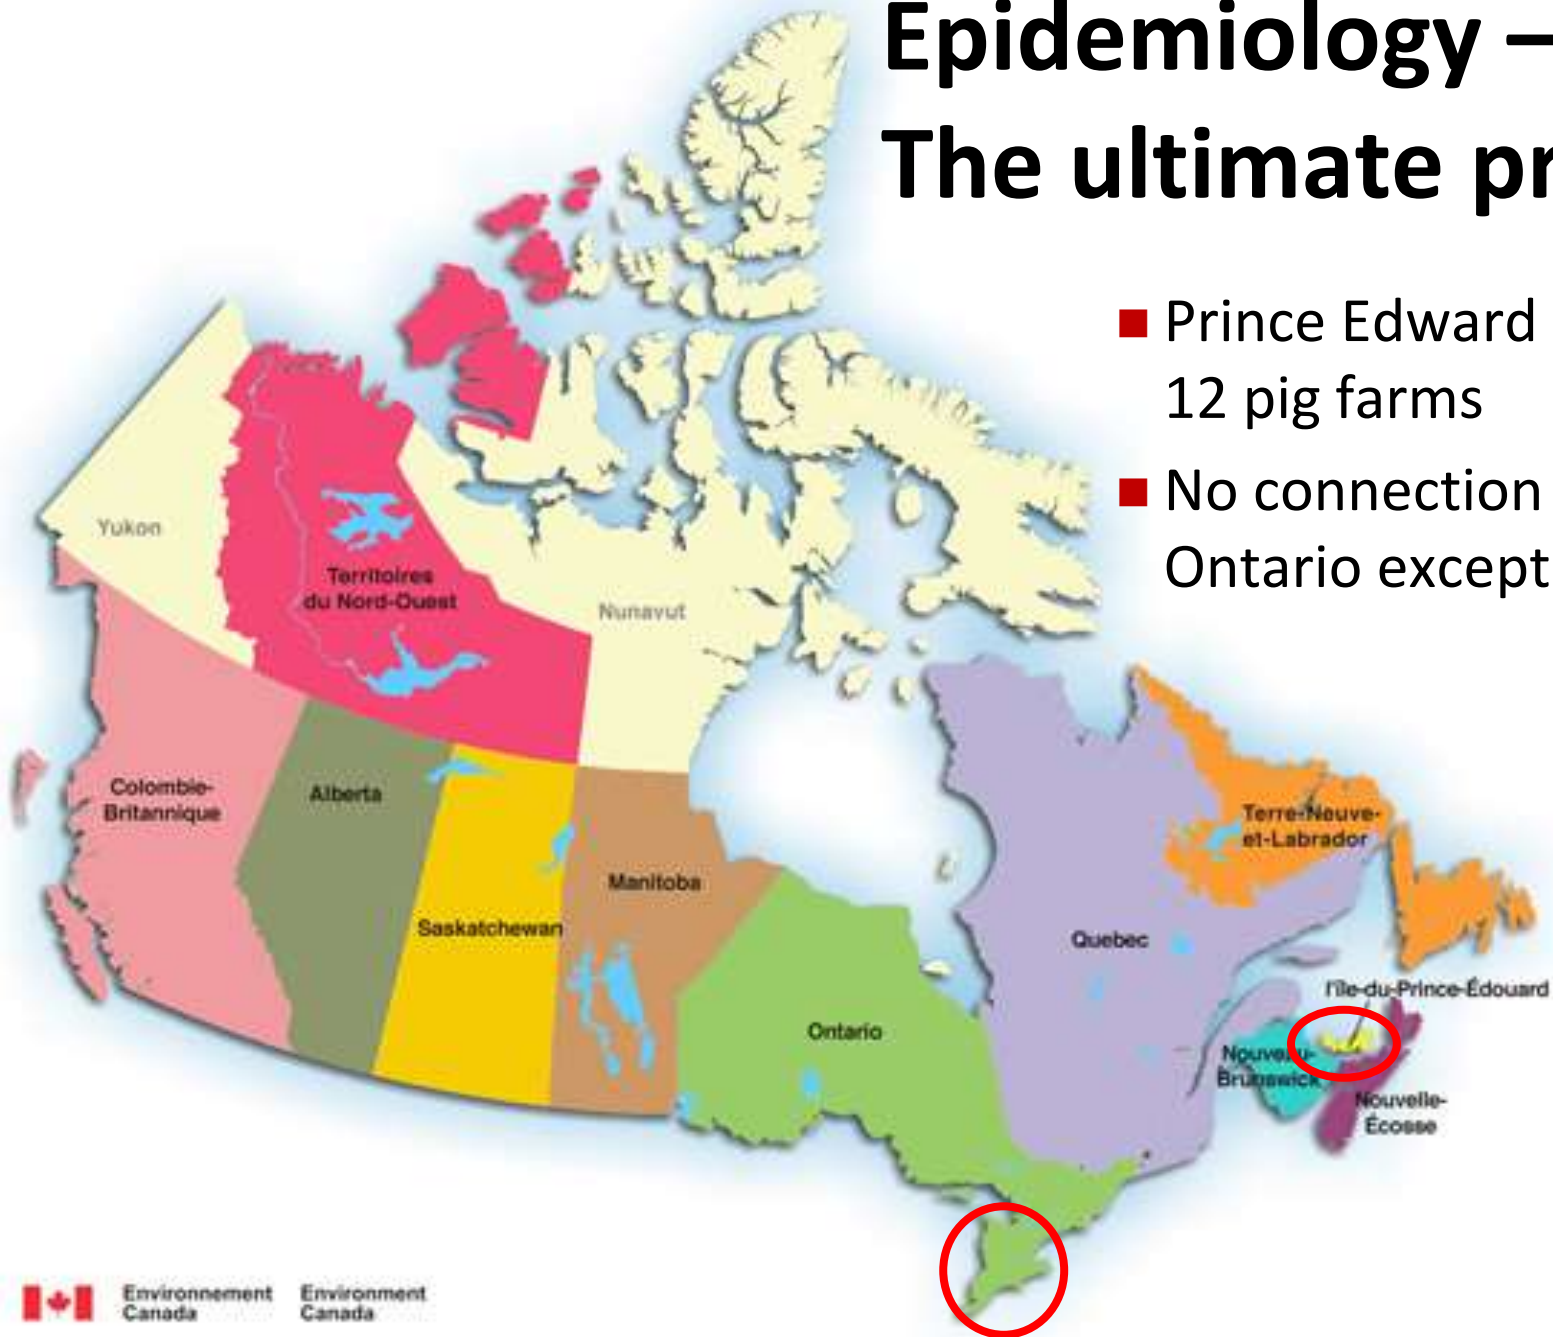 Epidemiology –
The ultimate pr
Prince Edward
12 pig farms
No connection
Ontario except
Yukon
Territoires
du Nord-Ouest
Nunavut
Colombie-
Britannique
Alberta
Saskatchewan
Manitoba
Ontario
Quebec
Terre-Neuve-
et-Labrador
l'île-du-Prince-Édouard
Nouveau-
Brunswick
Nouvelle-
Écosse
Environnement
Canada
Environment
Canada